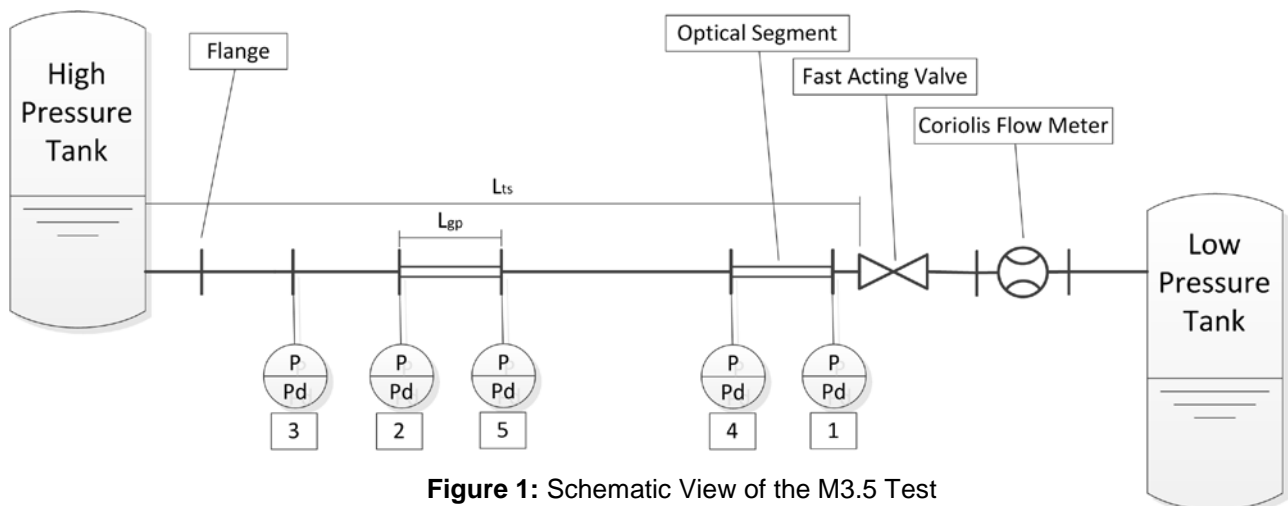 High
Pressure
Tank
Flange
Optical Segment
Fast Acting Valve
Coriolis Flow Meter
Lts
Lgp
Low
Pressure
Tank
P
Pd
3
P
Pd
2
P
Pd
5
P
Pd
4
P
Pd
1
Figure 1: Schematic View of the M3.5 Test